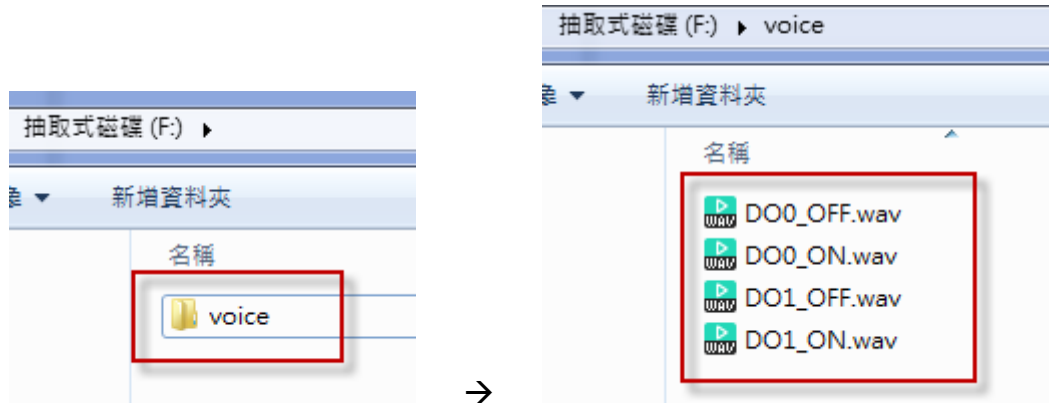 抽取式磁碟 (F:) ▸
新增資料夾
名稱
voice
→
抽取式磁碟 (F:) ▸ voice
新增資料夾
名稱
DO0_OFF.wav
DO0_ON.wav
DO1_OFF.wav
DO1_ON.wav